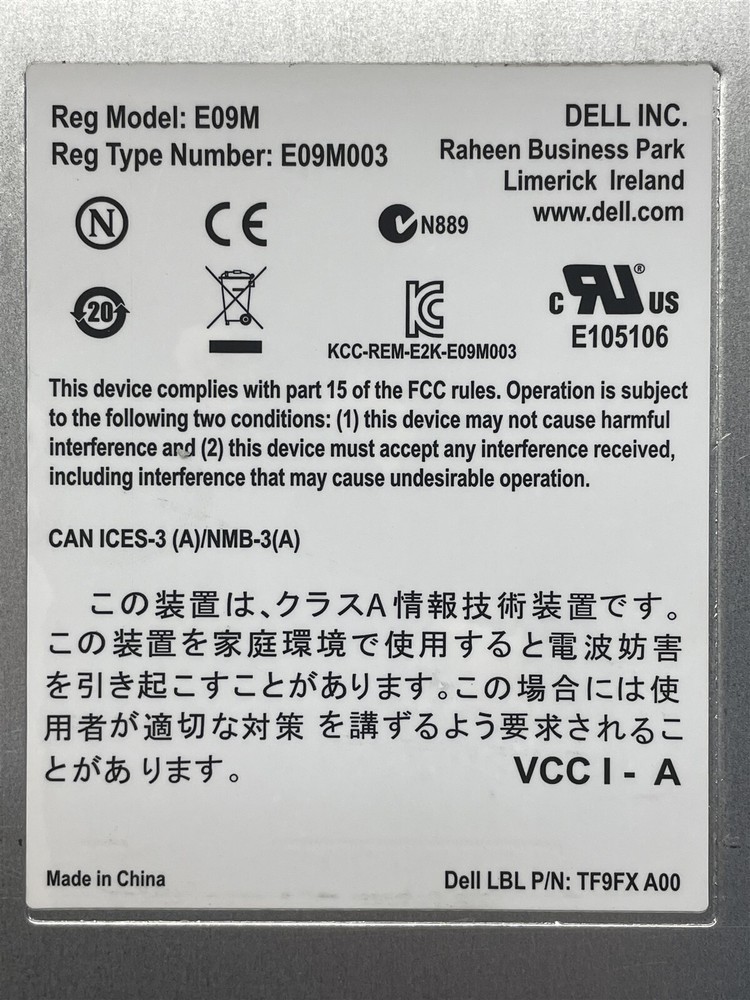 Reg Model: E09M
Reg Type Number: E09M003
DELL INC.
Raheen Business Park
Limerick Ireland
www.dell.com
N
CE
N889
20
KCC-REM-E2K-E09M003
c RU ® US
E105106
This device complies with part 15 of the FCC rules. Operation is subject
to the following two conditions: (1) this device may not cause harmful
interference and (2) this device must accept any interference received,
including interference that may cause undesirable operation.
CAN ICES-3 (A)/NMB-3(A)
この装置は、クラスA情報技術装置です。
この装置を家庭環境で使用すると電波妨害
を引き起こすことがあります。この場合には使
用者が適切な対策 を講ずるよう要求されるこ
とがあります。
VCC I - A
Made in China
Dell LBL P/N: TF9FX A00